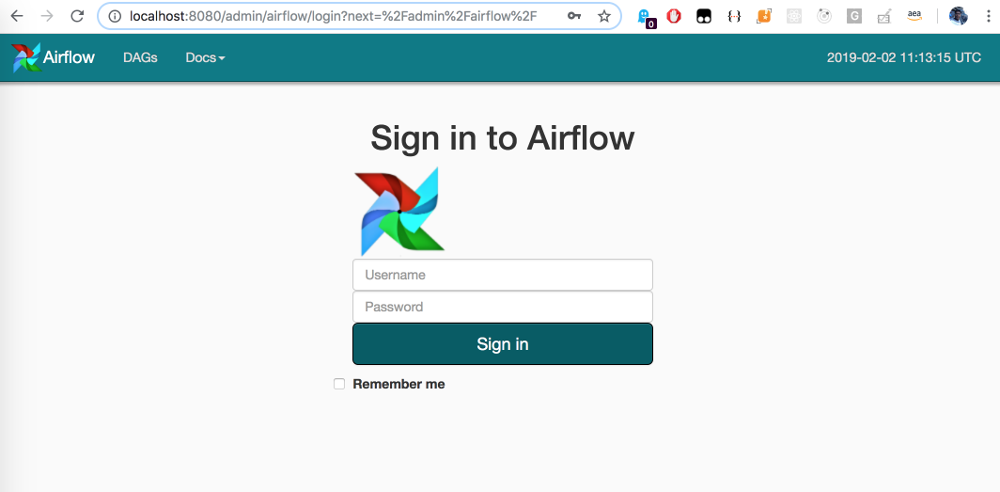 localhost:8080/admin/airflow/login?next=%2Fadmin%2Fairflow%2F
0
G
aea
Airflow DAGs Docs 2019-02-02 11:13:15 UTC
Sign in to Airflow
Username
Password
Sign in
Remember me